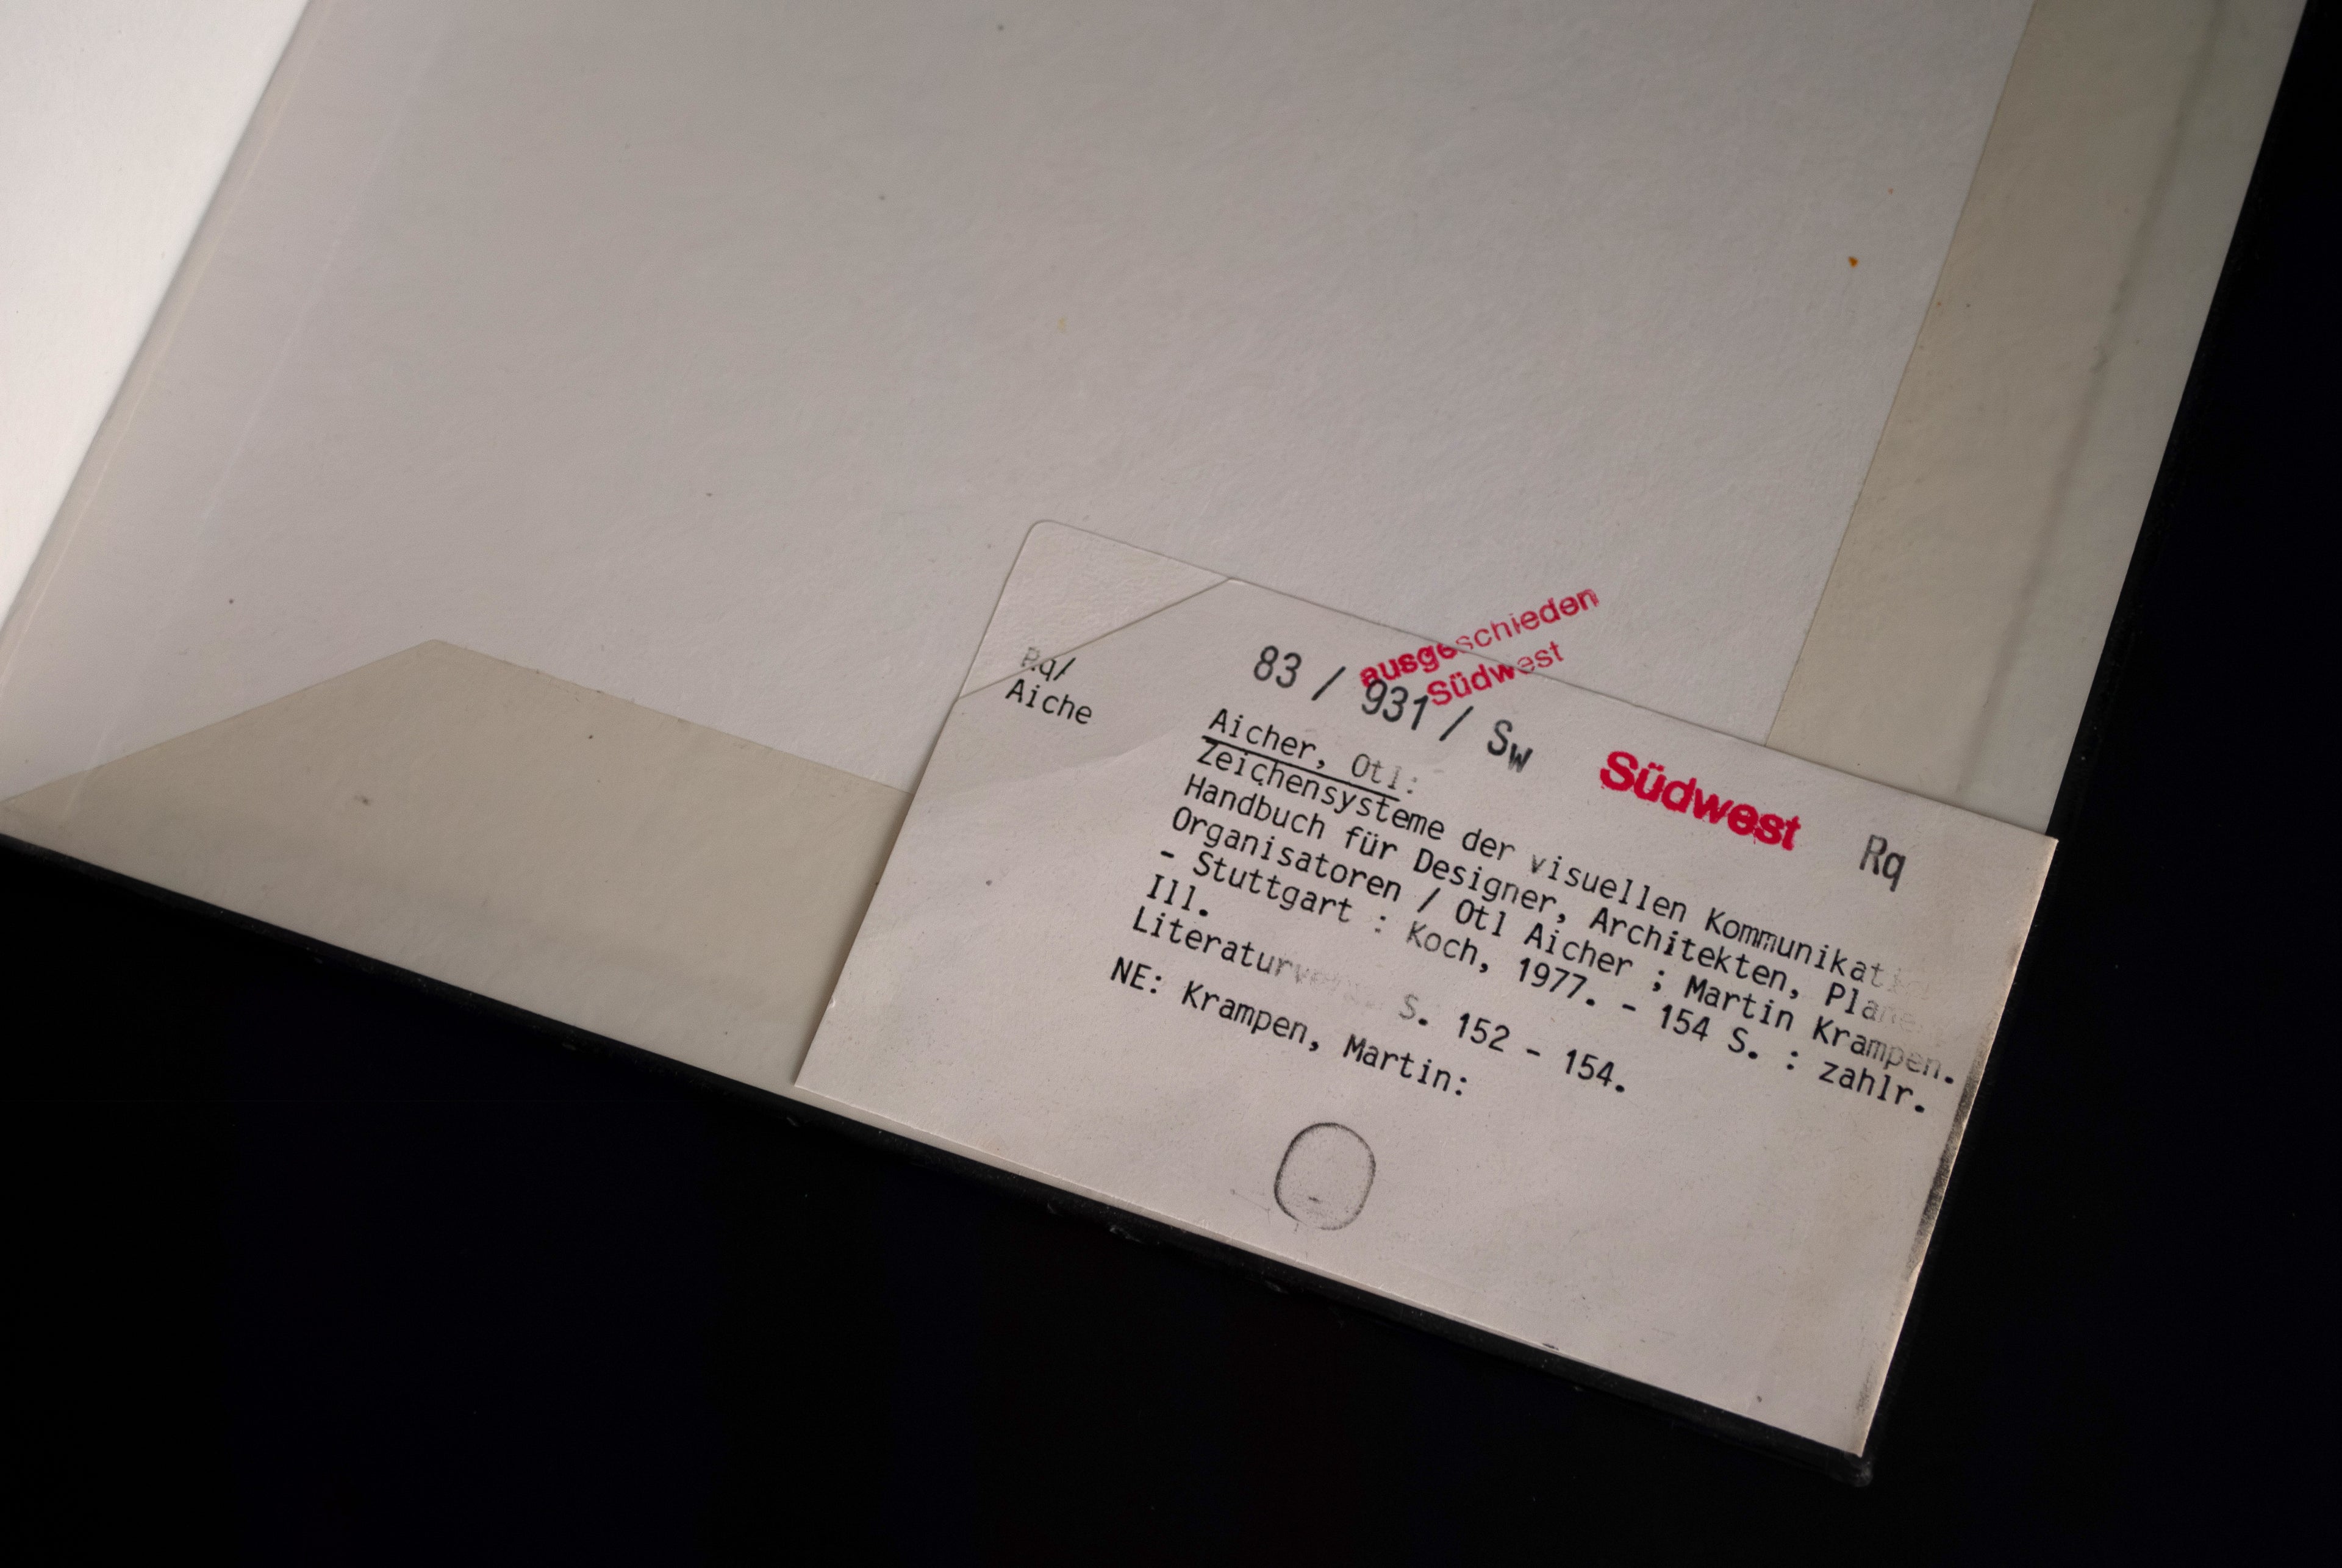 ausgeschieden
Südwest
83 / 931 / Sw
Südwest
Rq
Rq/
Aiche
Aicher, Otl:
Zeichensysteme der visuellen Kommunikati
Handbuch für Designer, Architekten, Plane
Organisatoren / Otl Aicher ; Martin Krampen.
- Stuttgart : Koch, 1977. - 154 S. : zahlr.
Ill.
S. 152 - 154.
NE: Krampen, Martin: